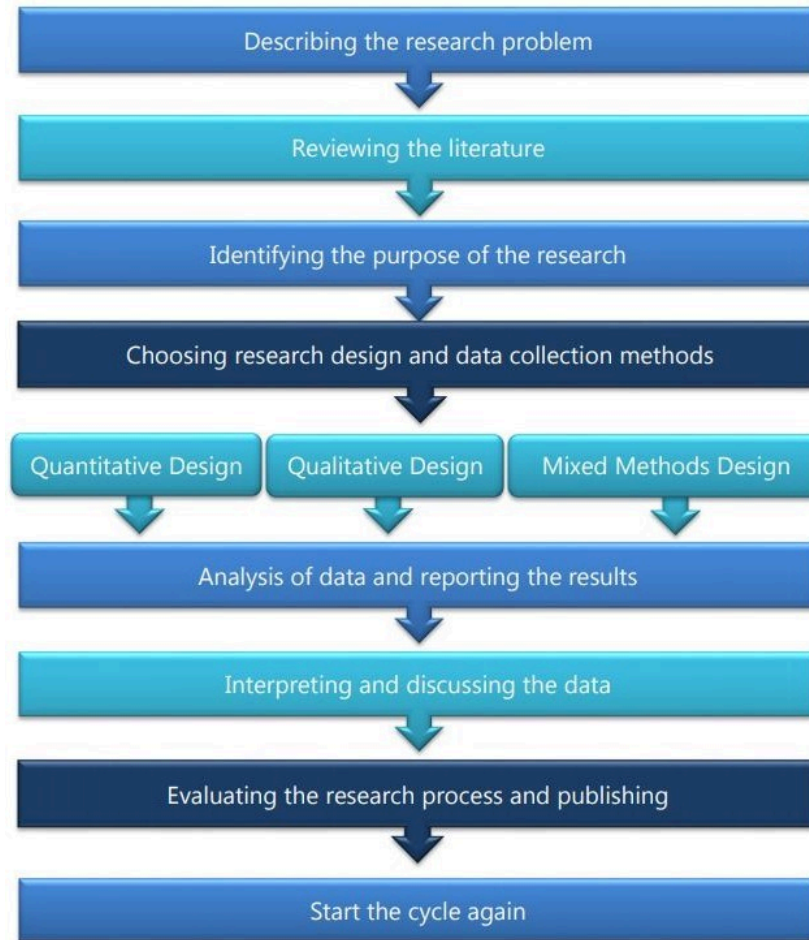 Describing the research problem
Reviewing the literature
Identifying the purpose of the research
Choosing research design and data collection methods
Quantitative Design
Qualitative Design
Mixed Methods Design
Analysis of data and reporting the results
Interpreting and discussing the data
Evaluating the research process and publishing
Start the cycle again